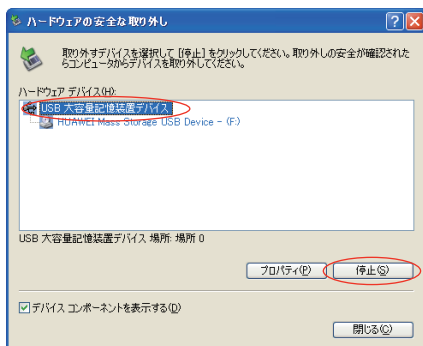 ハードウェアの安全な取り外し
取り外すデバイスを選択して [停止] をクリックしてください。取り外しの安全が確認された
らコンピュータからデバイスを取り外してください。
ハードウェア デバイス(H):
USB 大容量記憶装置デバイス
HUAWEI Mass Storage USB Device - (F:)
USB 大容量記憶装置デバイス 場所: 場所 0
プロパティ(P)
停止(S)
デバイス コンポーネントを表示する(D)
閉じる(C)